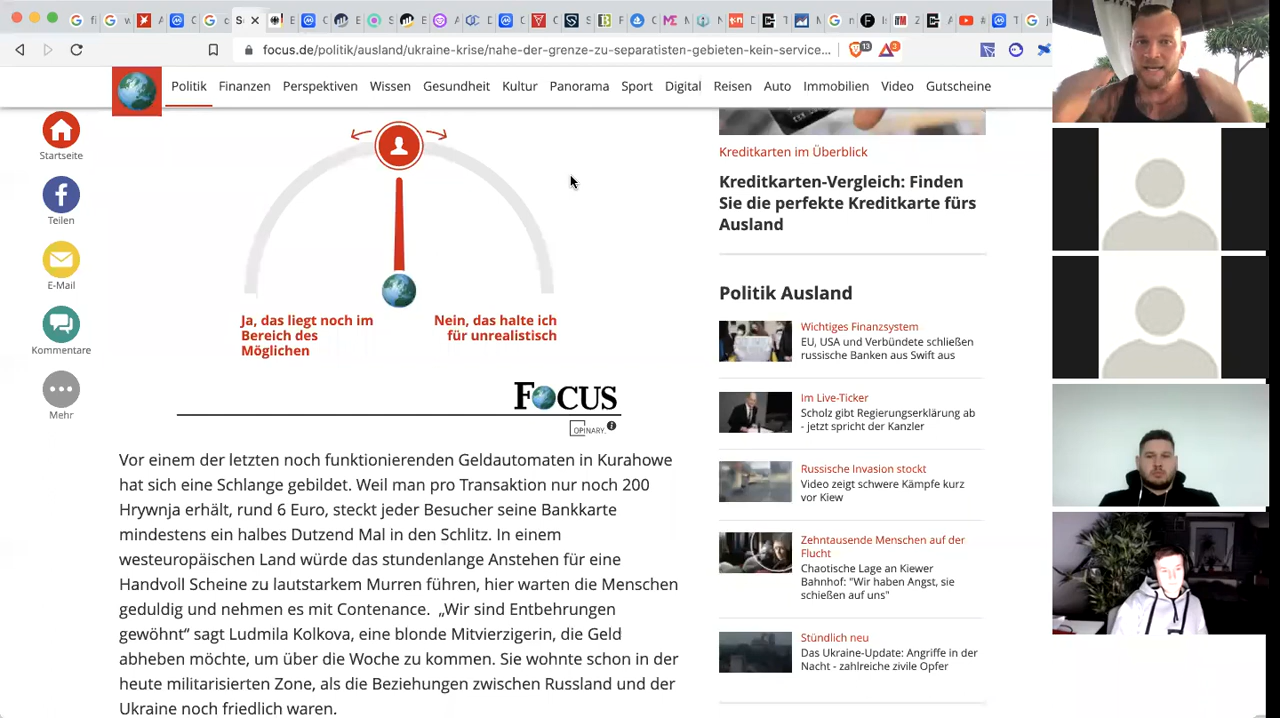 focus.de/politik/ausland/ukraine-krise/nahe-der-grenze-zu-separatisten-gebieten-kein-service...
13
3
Politik
Finanzen
Perspektiven
Wissen
Gesundheit
Kultur
Panorama
Sport
Digital
Reisen
Auto
Immobilien
Video
Gutscheine
Startseite
Teilen
E-Mail
Kommentare
Mehr
Ja, das liegt noch im
Bereich des
Möglichen
Nein, das halte ich
für unrealistisch
FOCUS
OPINARY.
Vor einem der letzten noch funktionierenden Geldautomaten in Kurahowe
hat sich eine Schlange gebildet. Weil man pro Transaktion nur noch 200
Hrywnja erhält, rund 6 Euro, steckt jeder Besucher seine Bankkarte
mindestens ein halbes Dutzend Mal in den Schlitz. In einem
westeuropäischen Land würde das stundenlange Anstehen für eine
Handvoll Scheine zu lautstarkem Murren führen, hier warten die Menschen
geduldig und nehmen es mit Contenance. „Wir sind Entbehrungen
gewöhnt“ sagt Ludmila Kolkova, eine blonde Mitvierzigerin, die Geld
abheben möchte, um über die Woche zu kommen. Sie wohnte schon in der
heute militarisierten Zone, als die Beziehungen zwischen Russland und der
Ukraine noch friedlich waren.
Kreditkarten im Überblick
Kreditkarten-Vergleich: Finden
Sie die perfekte Kreditkarte fürs
Ausland
Politik Ausland
Wichtiges Finanzsystem
EU, USA und Verbündete schließen
russische Banken aus Swift aus
Im Live-Ticker
Scholz gibt Regierungserklärung ab
- jetzt spricht der Kanzler
Russische Invasion stockt
Video zeigt schwere Kämpfe kurz
vor Kiew
Zehntausende Menschen auf der
Flucht
Chaotische Lage an Kiewer
Bahnhof: "Wir haben Angst, sie
schießen auf uns"
Stündlich neu
Das Ukraine-Update: Angriffe in der
Nacht - zahlreiche zivile Opfer